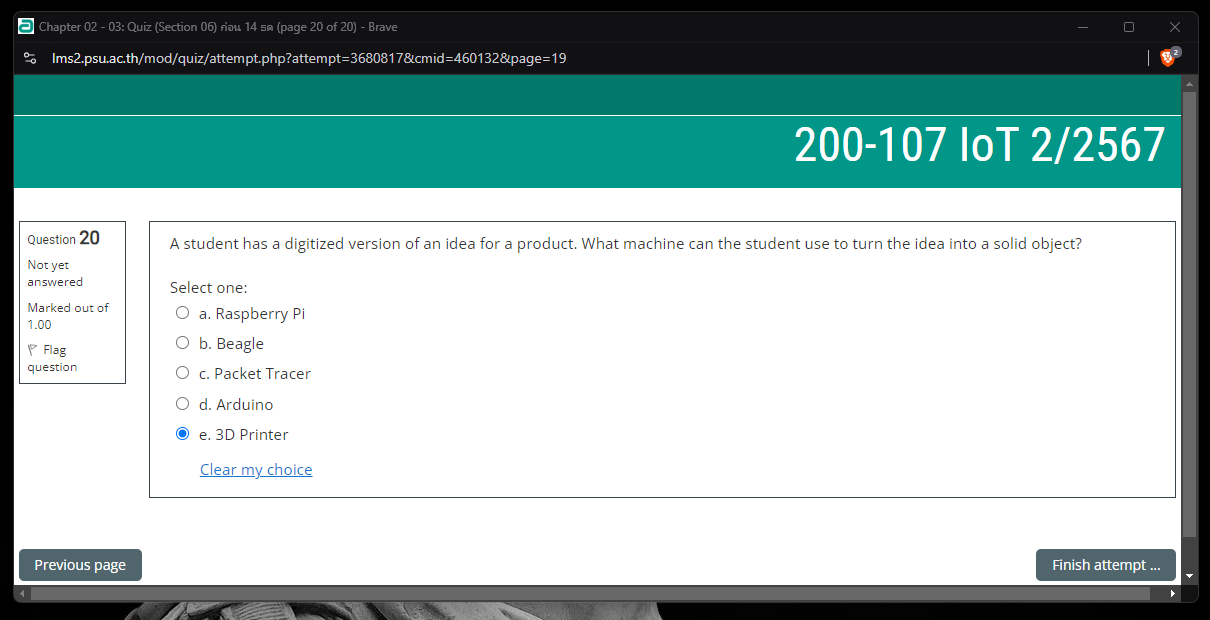 Chapter 02 - 03: Quiz (Section 06) ก่อน 14 รค (page 20 of 20) - Brave
lms2.psu.ac.th/mod/quiz/attempt.php?attempt=3680817&cmid=460132&page=19
2
200-107 IoT 2/2567
Question 20
Not yet
answered
Marked out of
1.00
Flag
question
A student has a digitized version of an idea for a product. What machine can the student use to turn the idea into a solid object?
Select one:
a. Raspberry Pi
b. Beagle
c. Packet Tracer
d. Arduino
e. 3D Printer
Clear my choice
Previous page
Finish attempt ...